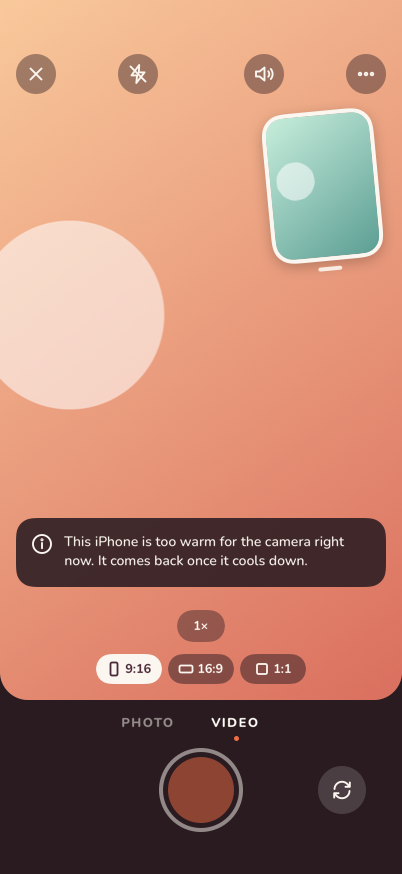 This iPhone is too warm for the camera right
now. It comes back once it cools down.
1×
9:16
16:9
1:1
PHOTO
VIDEO